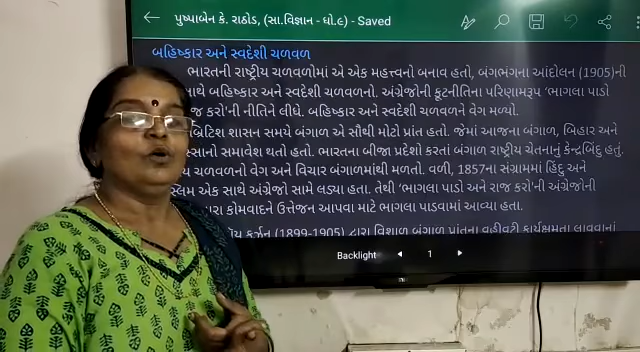 પુષ્પાબેન કે. રાઠોડ, (સા.વિજ્ઞાન - ધો.૯) - Saved
બહિષ્કાર અને સ્વદેશી ચળવળ
ભારતની રાષ્ટ્રીય ચળવળોમાં એ એક મહત્ત્વનો બનાવ હતો, બંગભંગના આંદોલન (1905)ની
સાથે બહિષ્કાર અને સ્વદેશી ચળવળનો. અંગ્રેજોની કૂટનીતિના પરિણામરૂપ 'ભાગલા પાડો
જ કરો'ની નીતિને લીધે. બહિષ્કાર અને સ્વદેશી ચળવળને વેગ મળ્યો.
બ્રિટિશ શાસન સમયે બંગાળ એ સૌથી મોટો પ્રાંત હતો. જેમાં આજના બંગાળ, બિહાર અને
સમાવેશ થતો હતો. ભારતના બીજા પ્રદેશો કરતાં બંગાળ રાષ્ટ્રીય ચેતનાનું કેન્દ્રબિંદુ હતું.
ચળવળનો વેગ અને વિચાર બંગાળમાંથી મળતો. વળી, 1857ના સંગ્રામમાં હિંદુ અને
એક સાથે અંગ્રેજો સામે લડ્યા હતા. તેથી 'ભાગલા પાડો અને રાજ કરો'ની અંગ્રેજોની
કોમવાદને ઉત્તેજન આપવા માટે ભાગલા પાડવામાં આવ્યા હતા.
કર્ઝન (1899-1905) દ્વારા વિશાળ બંગાળ પ્રાંતના વહીવટી કાર્યક્ષમતા લાવવાનાં
Backlight 1